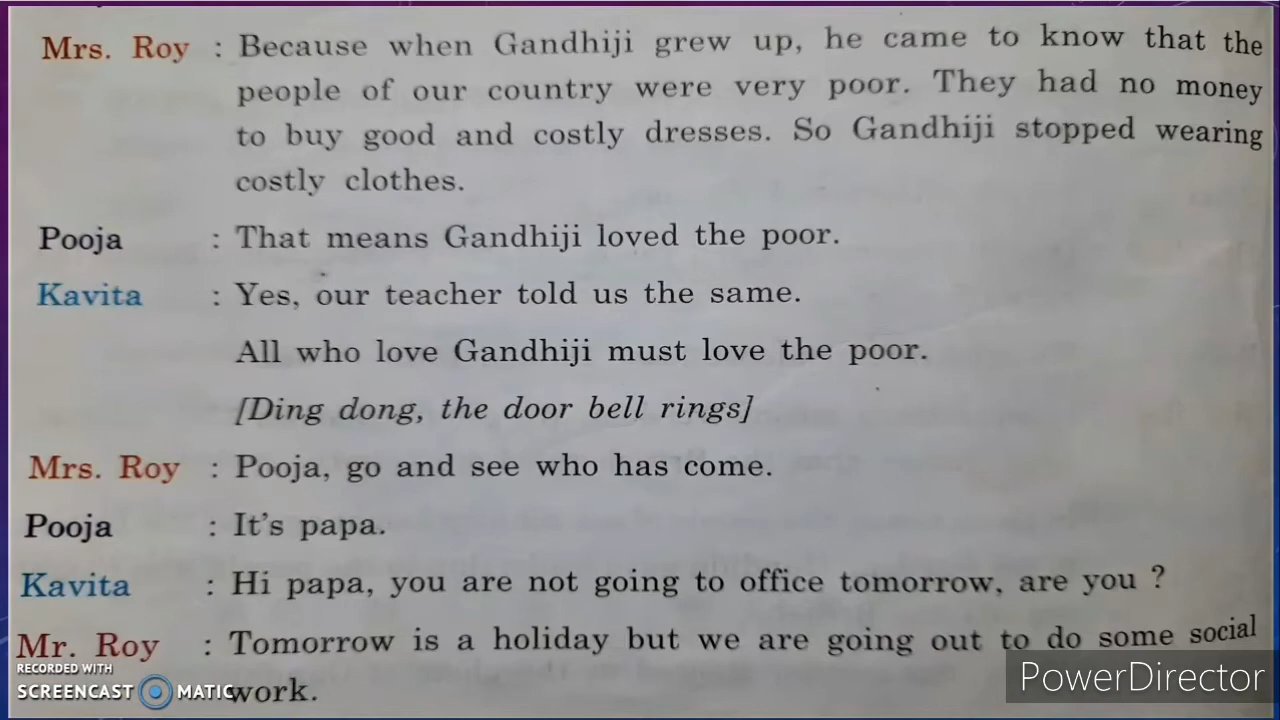 Mrs. Roy : Because when Gandhiji grew up, he came to know that the
people of our country were very poor. They had no money
to buy good and costly dresses. So Gandhiji stopped wearing
costly clothes.
Pooja : That means Gandhiji loved the poor.
Kavita : Yes, our teacher told us the same.
All who love Gandhiji must love the poor.
[Ding dong, the door bell rings]
Mrs. Roy : Pooja, go and see who has come.
Pooja : It's papa.
Kavita : Hi papa, you are not going to office tomorrow, are you ?
Mr. Roy : Tomorrow is a holiday but we are going out to do some social
work.
RECORDED WITH
SCREENCAST MATIC
PowerDirector